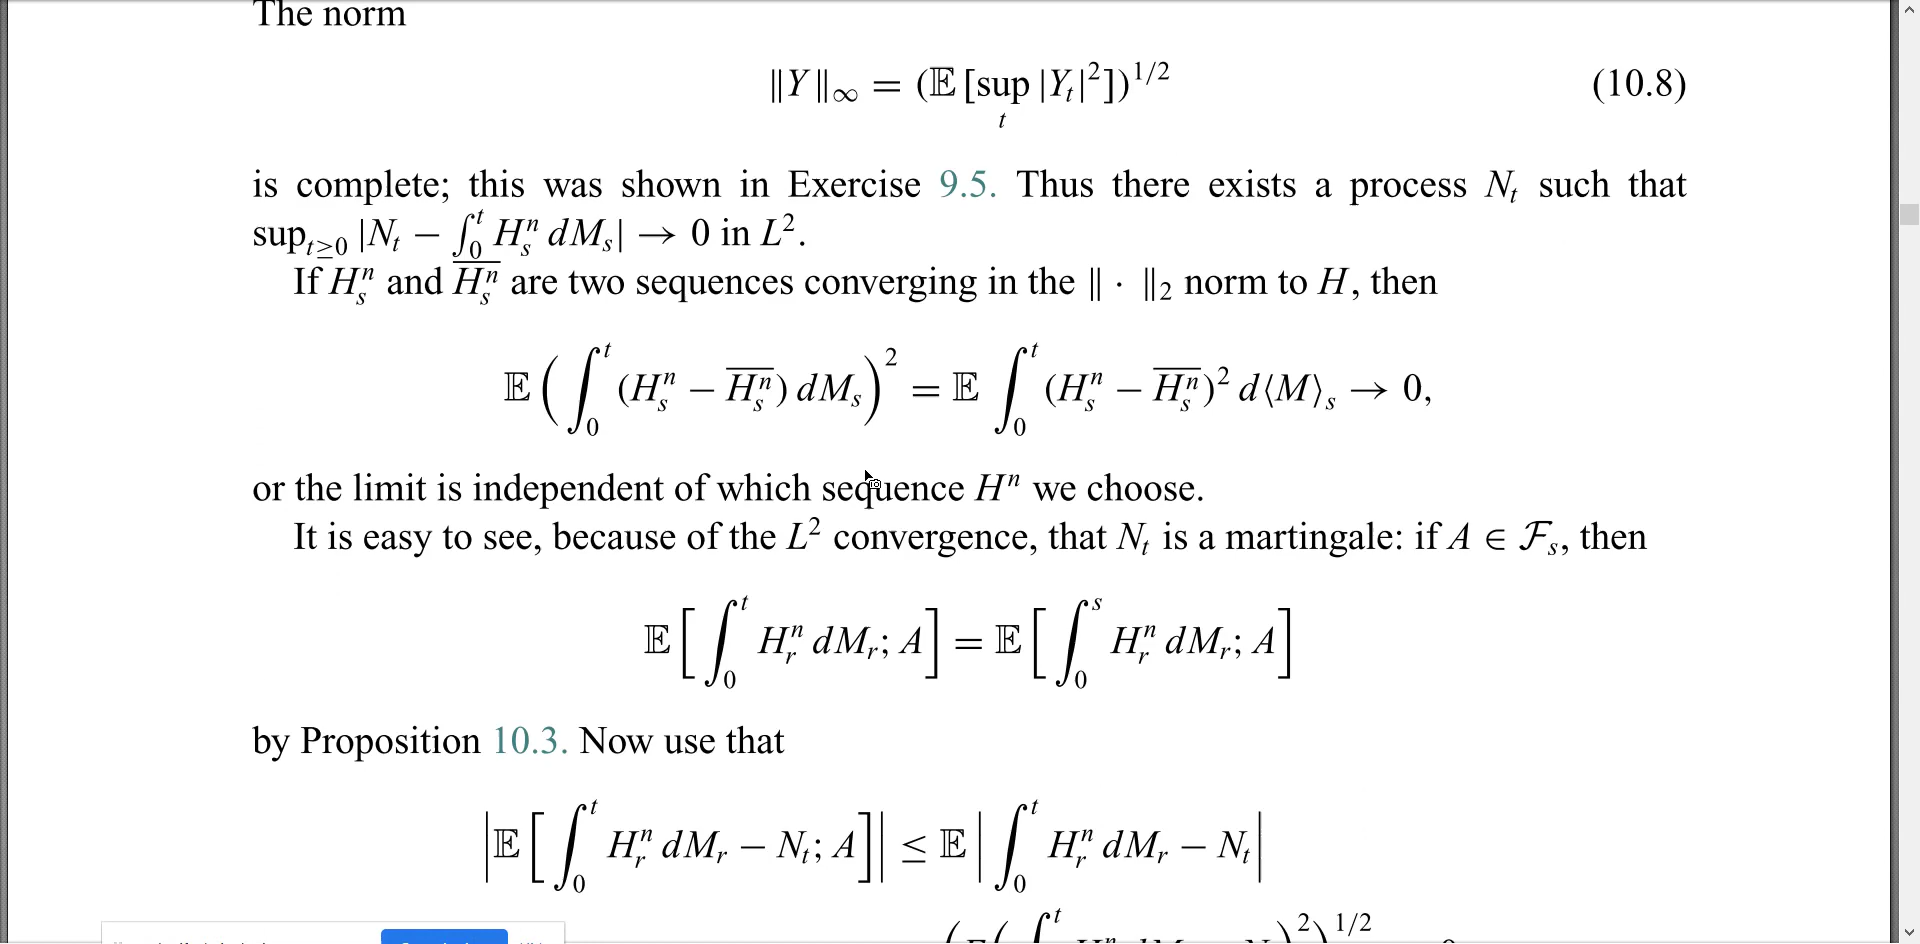 The norm
‖Y‖∞ = (𝔼 [sup |Y_t|^2])^{1/2} (10.8)
t
is complete; this was shown in Exercise 9.5. Thus there exists a process N_t such that
sup_{t≥0} |N_t − ∫_0^t H_s^n dM_s| → 0 in L^2.
If H_s^n and \overline{H_s^n} are two sequences converging in the ‖ · ‖_2 norm to H, then
𝔼 ( ∫_0^t (H_s^n − \overline{H_s^n}) dM_s )^2 = 𝔼 ∫_0^t (H_s^n − \overline{H_s^n})^2 d⟨M⟩_s → 0,
or the limit is independent of which sequence H^n we choose.
It is easy to see, because of the L^2 convergence, that N_t is a martingale: if A ∈ ℱ_s, then
𝔼 [ ∫_0^t H_r^n dM_r; A ] = 𝔼 [ ∫_0^s H_r^n dM_r; A ]
by Proposition 10.3. Now use that
| 𝔼 [ ∫_0^t H_r^n dM_r − N_t; A ] | ≤ 𝔼 | ∫_0^t H_r^n dM_r − N_t |